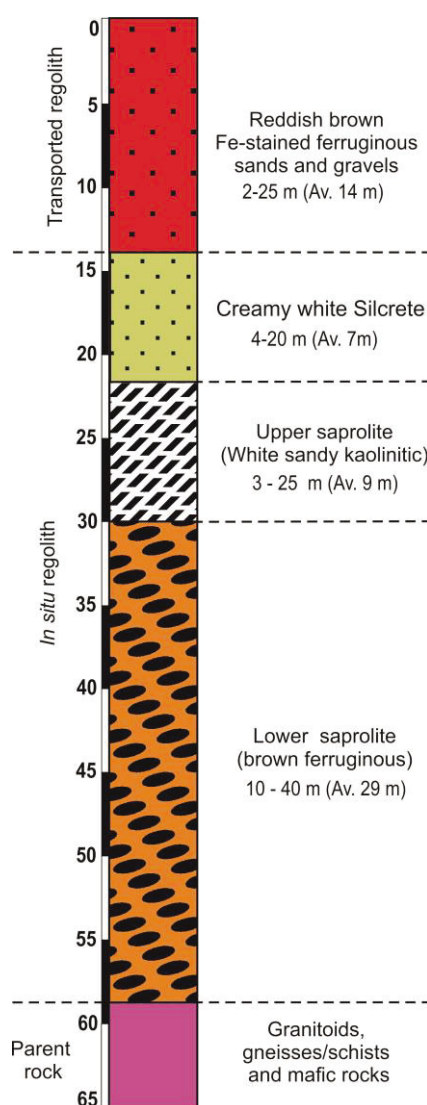 0
Transported regolith
5
Reddish brown
Fe-stained ferruginous
sands and gravels
2-25 m (Av. 14 m)
10
15
Creamy white Silcrete
4-20 m (Av. 7m)
20
In situ regolith
25
Upper saprolite
(White sandy kaolinitic)
3 - 25 m (Av. 9 m)
30
35
40
Lower saprolite
(brown ferruginous)
10 - 40 m (Av. 29 m)
45
50
55
60
Parent
rock
Granitoids,
gneisses/schists
and mafic rocks
65